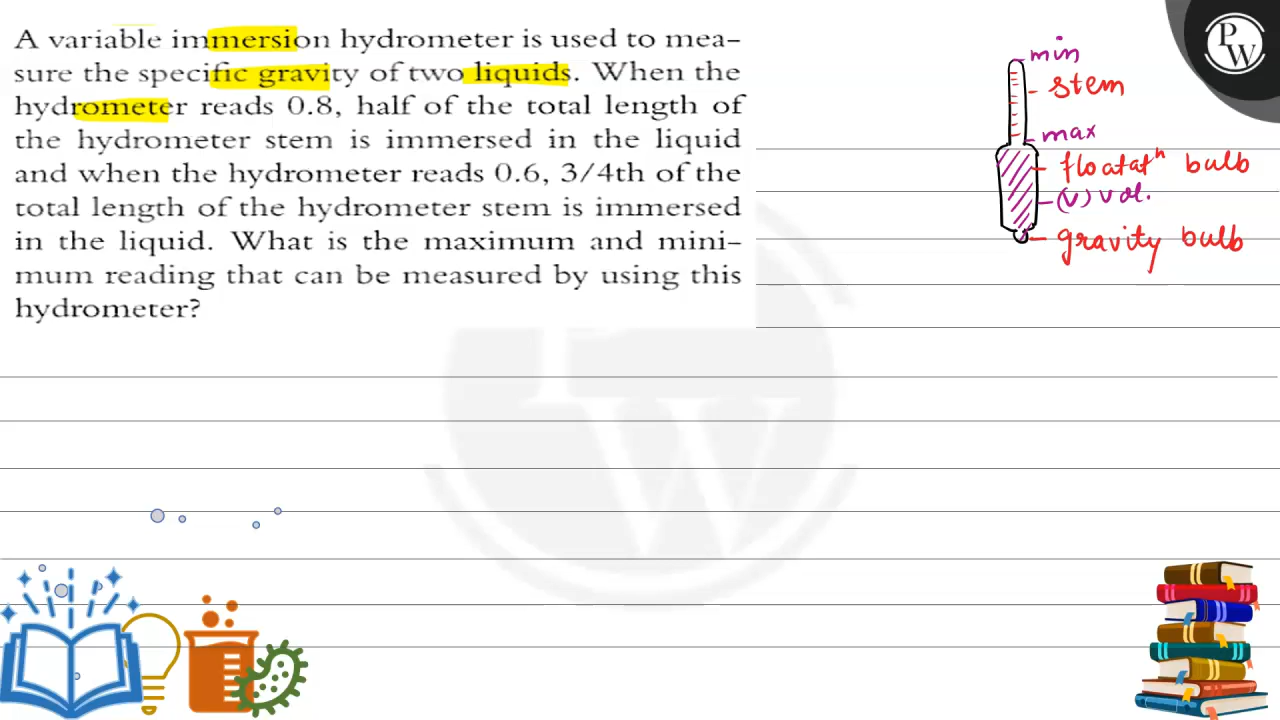 A variable immersion hydrometer is used to mea-
sure the specific gravity of two liquids. When the
hydrometer reads 0.8, half of the total length of
the hydrometer stem is immersed in the liquid
and when the hydrometer reads 0.6, 3/4th of the
total length of the hydrometer stem is immersed
in the liquid. What is the maximum and mini-
mum reading that can be measured by using this
hydrometer?
min
stem
max
floatatⁿ bulb
(v) vol.
gravity bulb
PW
PW